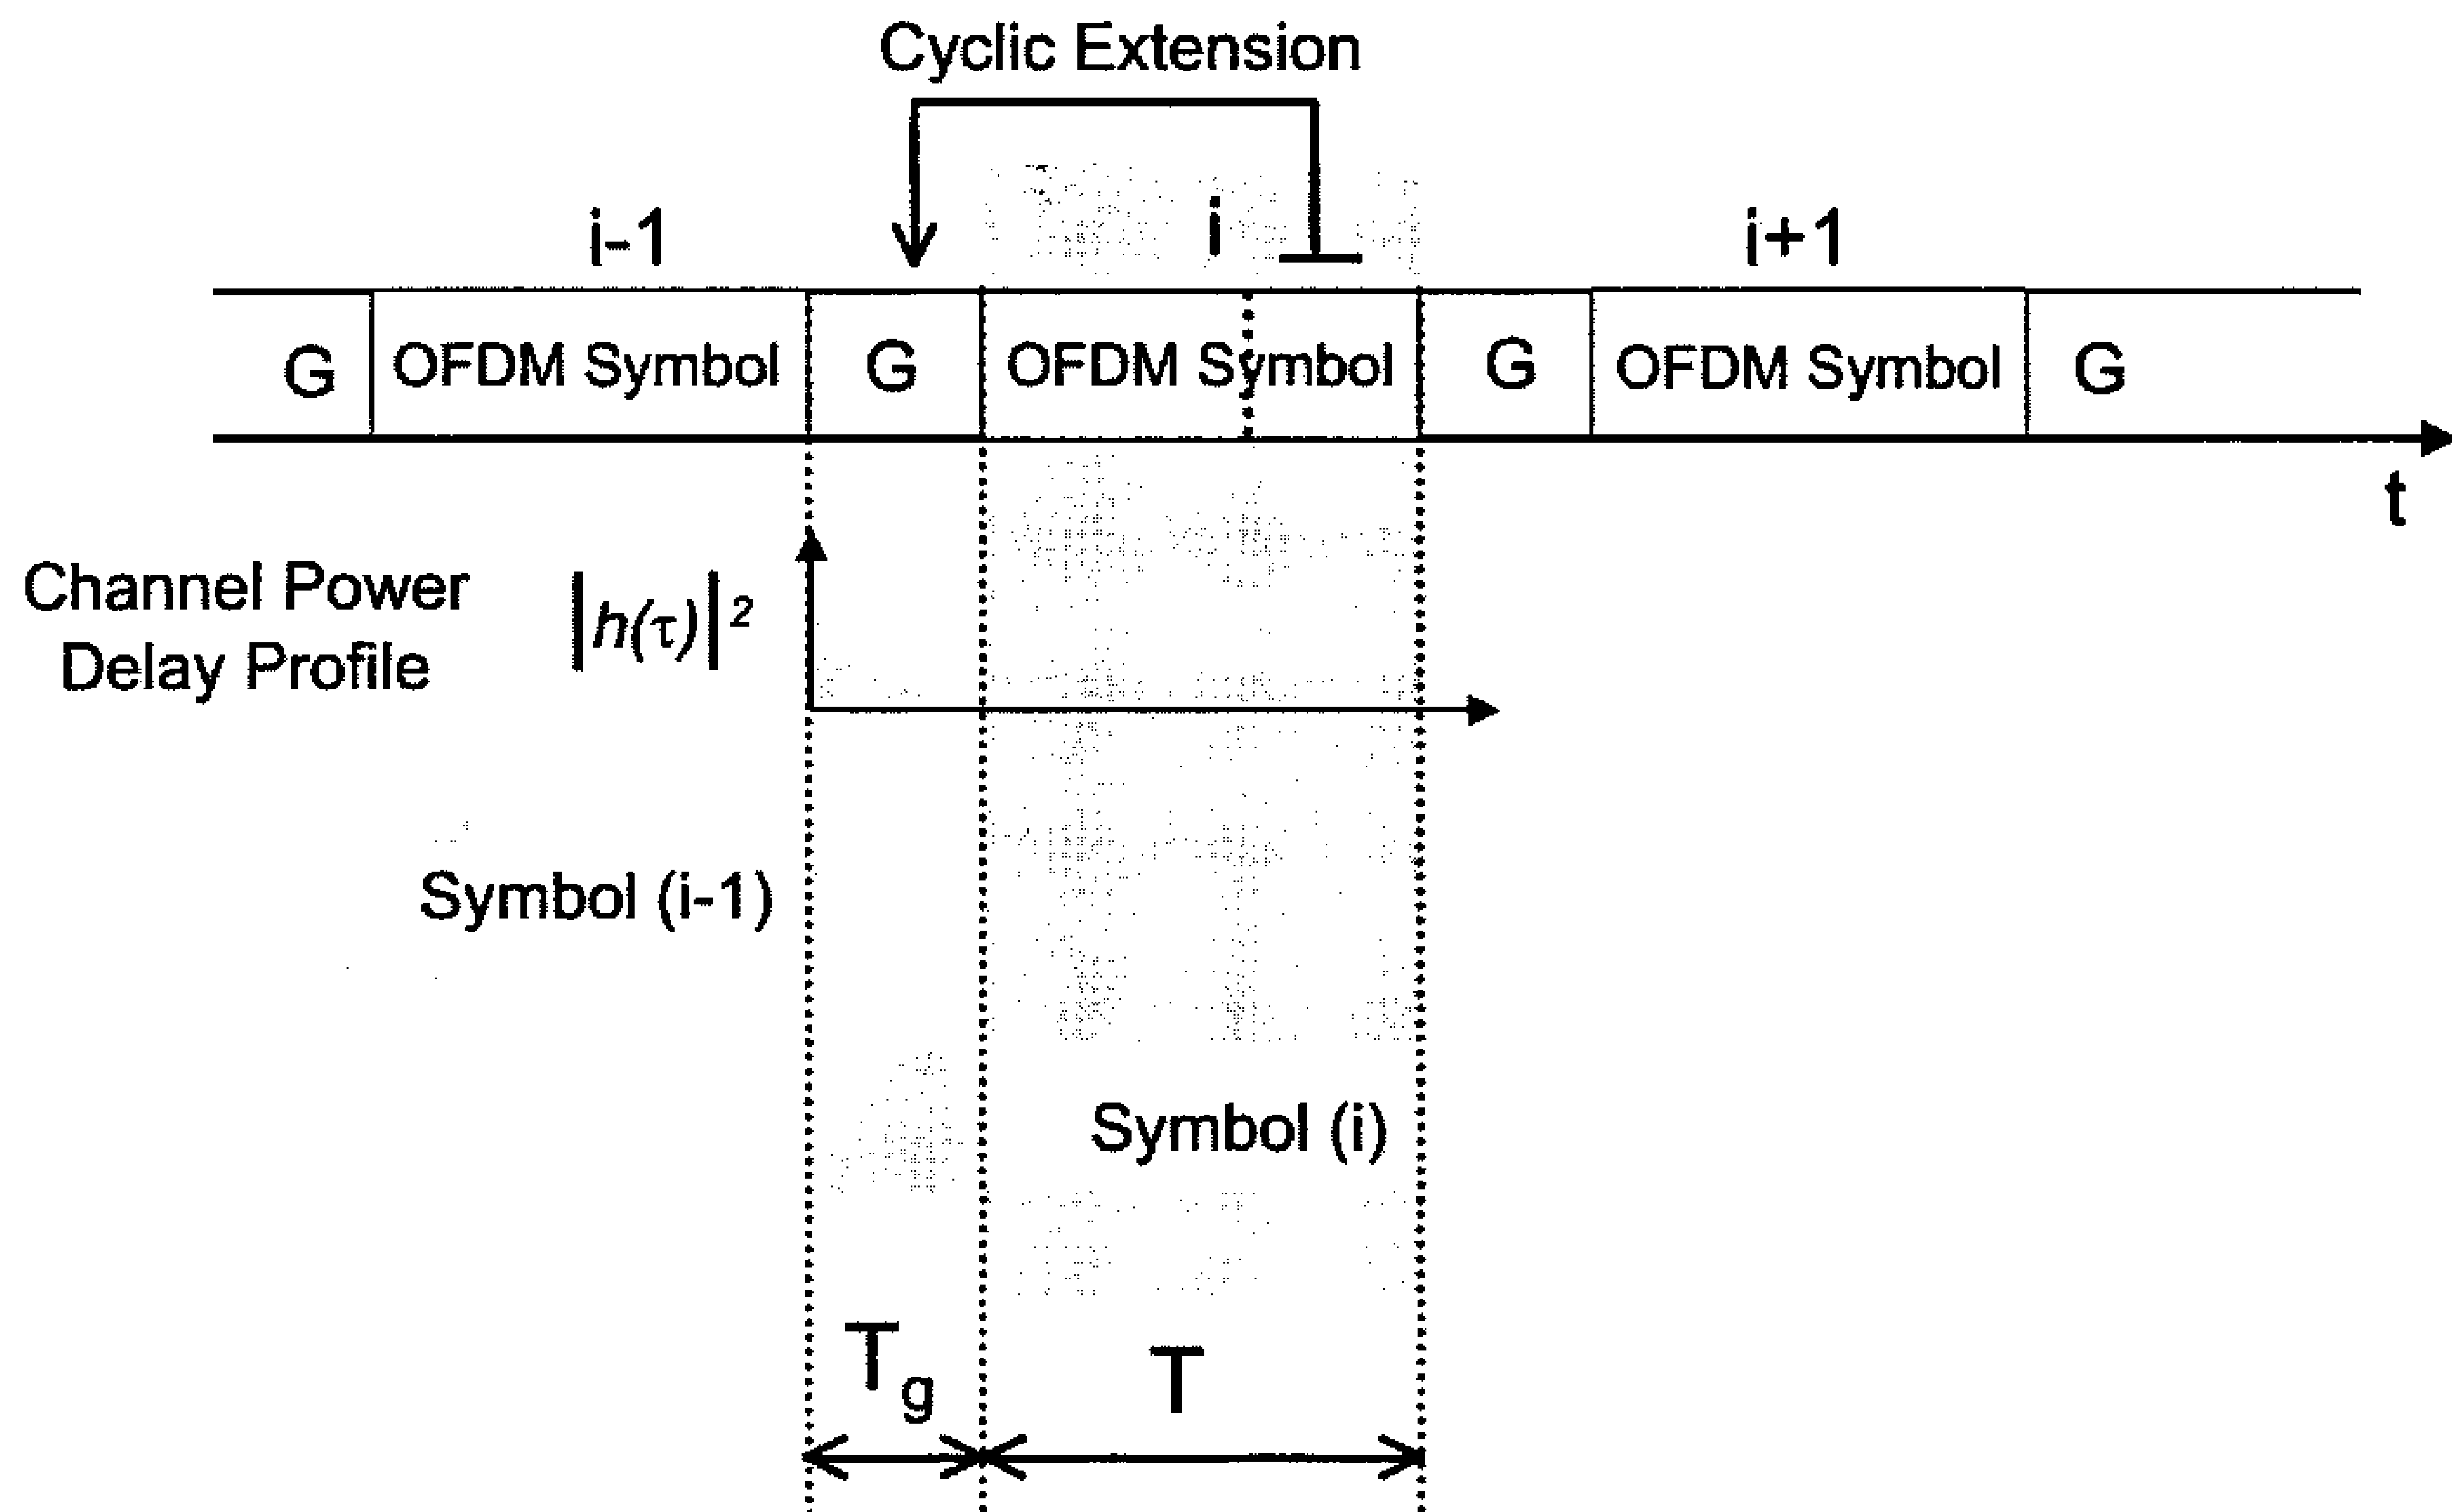 Cyclic Extension
i-1 i i+1
G OFDM Symbol G OFDM Symbol G OFDM Symbol G
t
Channel Power
Delay Profile
|h(τ)|²
Symbol (i-1)
Symbol (i)
Tg T